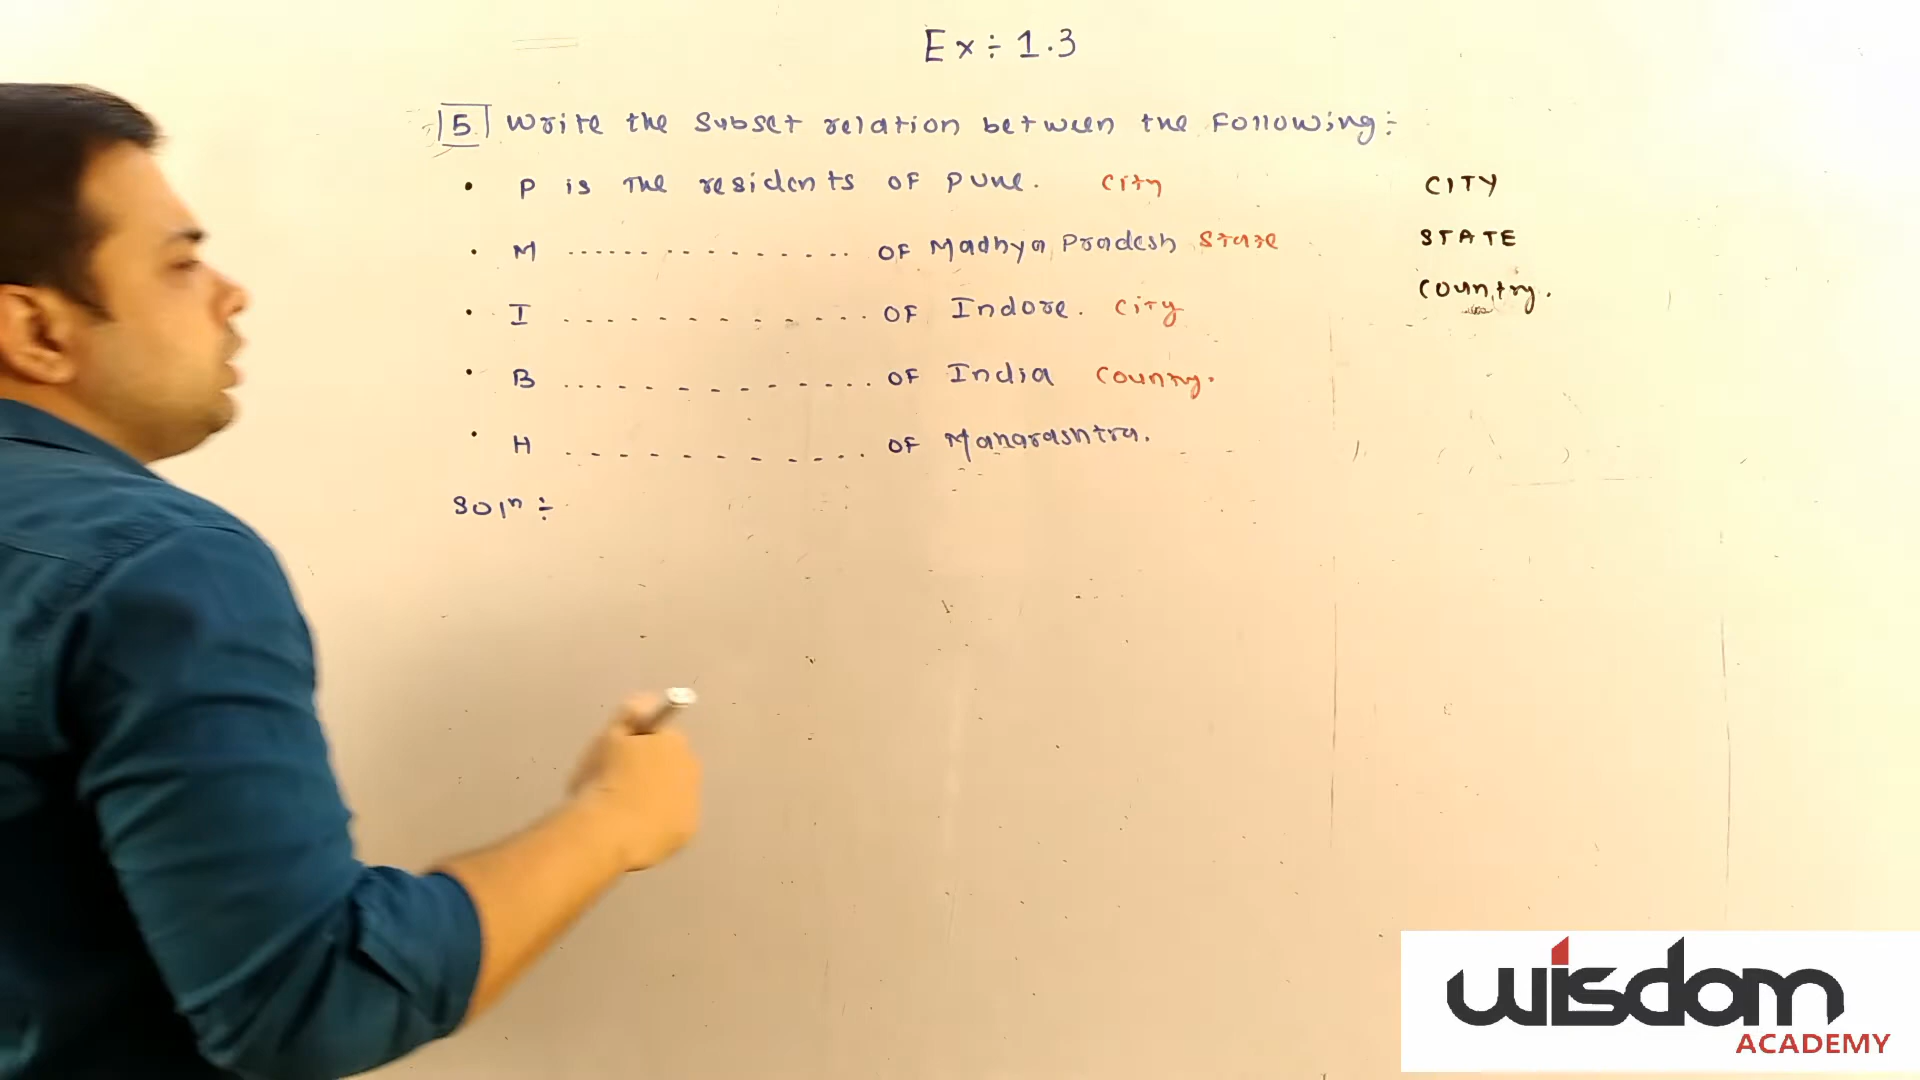 Ex÷ 1.3
5 Write the Subset relation between the Following:
• P is The residents OF Pune. City
• M .............. OF Madhya Pradesh State
• I ............. OF Indore. City
• B ............. OF India Country.
• H ............ OF Maharashtra.
Solⁿ ÷
CITY
STATE
Country.
wisdom
ACADEMY